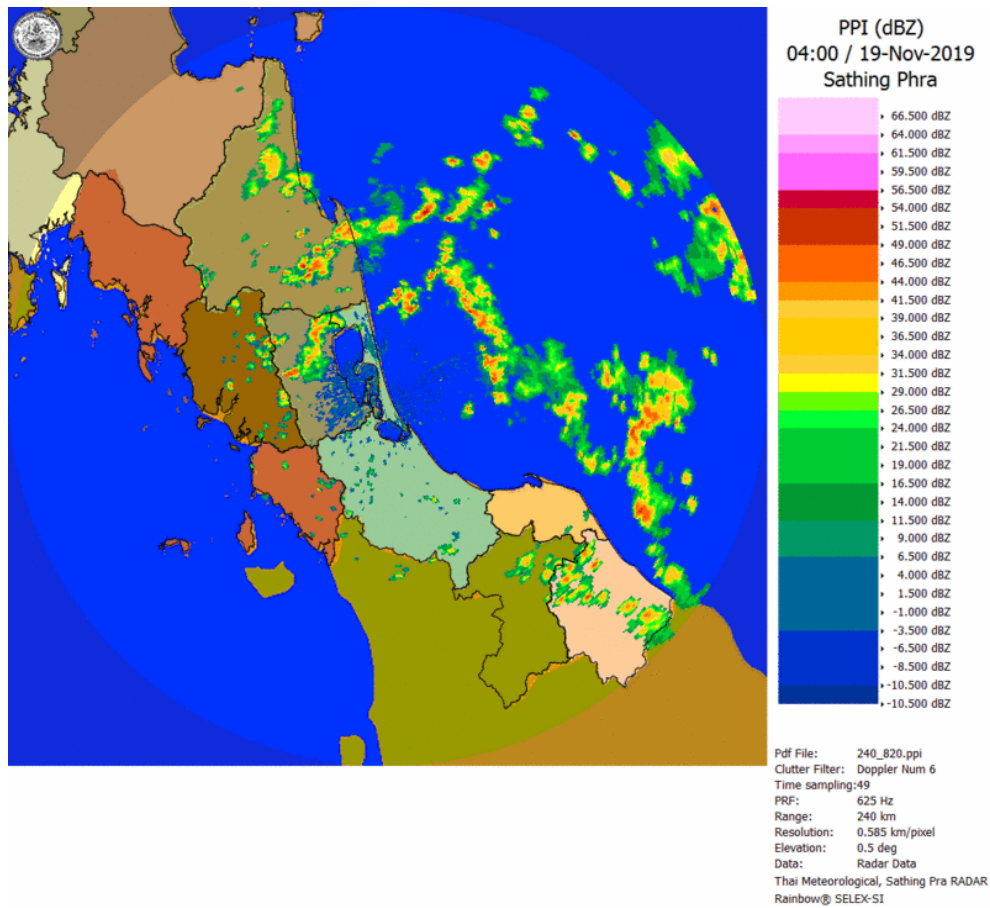 PPI (dBZ)
04:00 / 19-Nov-2019
Sathing Phra
66.500 dBZ
64.000 dBZ
61.500 dBZ
59.500 dBZ
56.500 dBZ
54.000 dBZ
51.500 dBZ
49.000 dBZ
46.500 dBZ
44.000 dBZ
41.500 dBZ
39.000 dBZ
36.500 dBZ
34.000 dBZ
31.500 dBZ
29.000 dBZ
26.500 dBZ
24.000 dBZ
21.500 dBZ
19.000 dBZ
16.500 dBZ
14.000 dBZ
11.500 dBZ
9.000 dBZ
6.500 dBZ
4.000 dBZ
1.500 dBZ
-1.000 dBZ
-3.500 dBZ
-6.500 dBZ
-8.500 dBZ
-10.500 dBZ
-10.500 dBZ
Pdf File: 240_820.ppi
Clutter Filter: Doppler Num 6
Time sampling:49
PRF: 625 Hz
Range: 240 km
Resolution: 0.585 km/pixel
Elevation: 0.5 deg
Data: Radar Data
Thai Meteorological, Sathing Pra RADAR
Rainbow® SELEX-SI